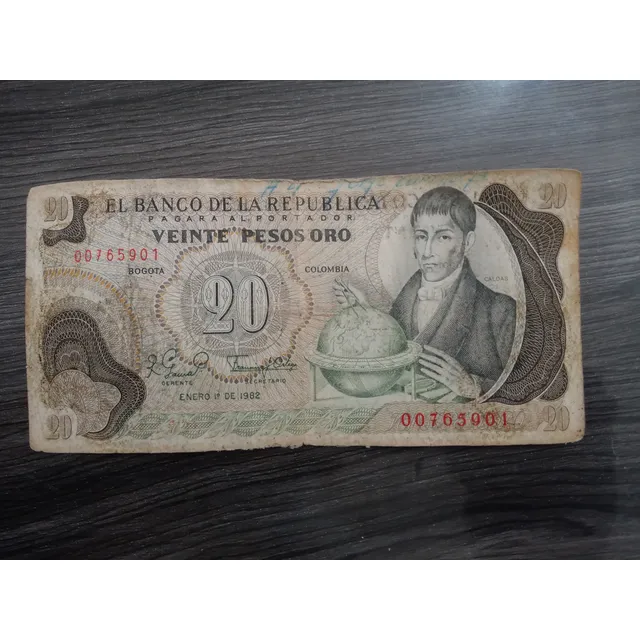 20
EL BANCO DE LA REPUBLICA
PAGARA AL PORTADOR
VEINTE PESOS ORO
00765901
BOGOTA COLOMBIA
CALDAS
20
GERENTE SECRETARIO
ENERO 1º DE 1982
00765901
20 20